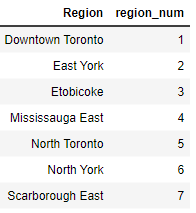 Region region_num
Downtown Toronto 1
East York 2
Etobicoke 3
Mississauga East 4
North Toronto 5
North York 6
Scarborough East 7